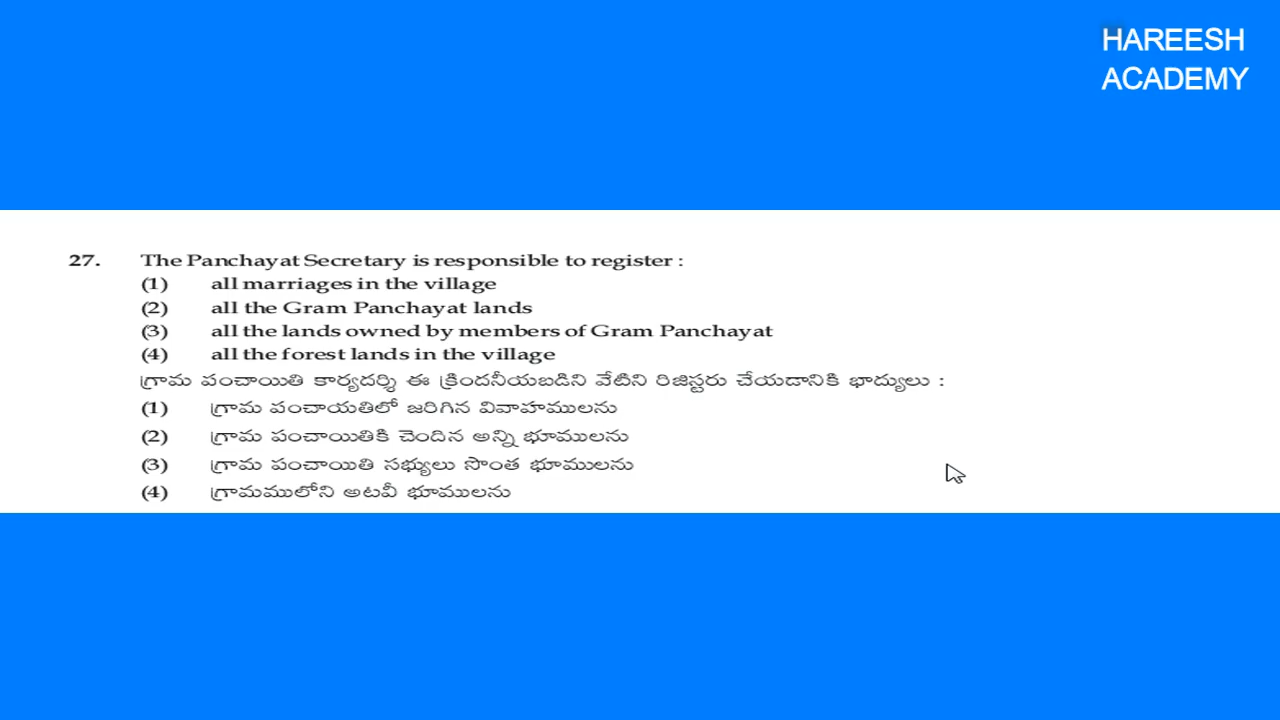 HAREESH
ACADEMY
27. The Panchayat Secretary is responsible to register :
(1) all marriages in the village
(2) all the Gram Panchayat lands
(3) all the lands owned by members of Gram Panchayat
(4) all the forest lands in the village
గ్రామ పంచాయితి కార్యదర్శి ఈ క్రిందనీయబడిని వేటిని రిజిస్టరు చేయడానికి భాద్యులు :
(1) గ్రామ పంచాయతిలో జరిగిన వివాహములను
(2) గ్రామ పంచాయితికి చెందిన అన్ని భూములను
(3) గ్రామ పంచాయితి సభ్యులు సొంత భూములను
(4) గ్రామములోని అటవీ భూములను